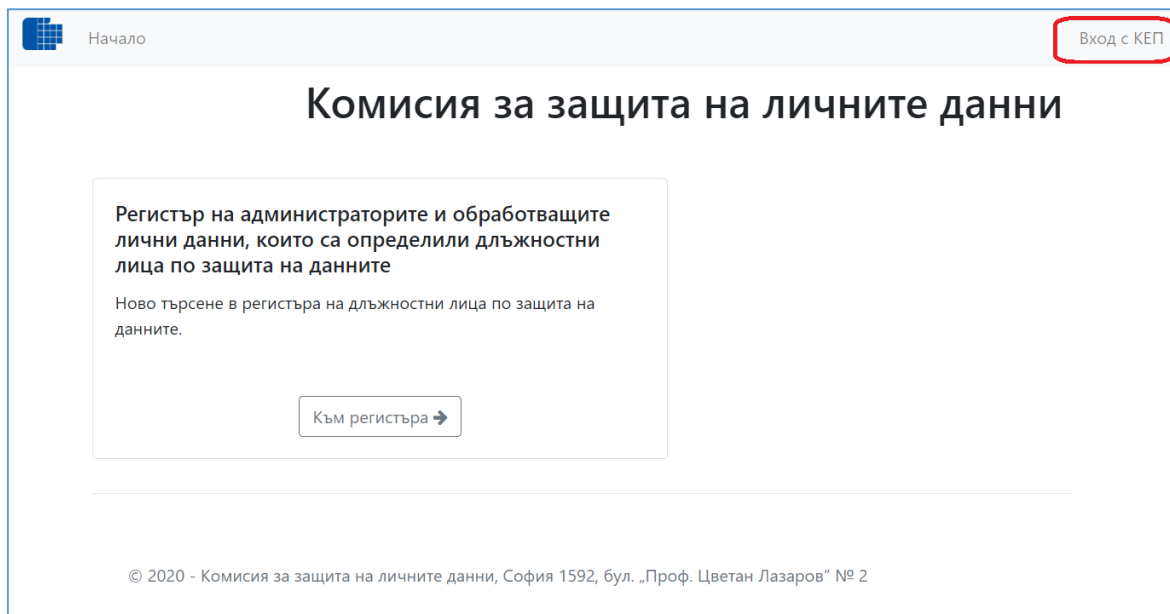 Начало
Вход с КЕП
Комисия за защита на личните данни
Регистър на администраторите и обработващите
лични данни, които са определили длъжностни
лица по защита на данните
Ново търсене в регистъра на длъжностни лица по защита на
данните.
Към регистъра
© 2020 - Комисия за защита на личните данни, София 1592, бул. „Проф. Цветан Лазаров” № 2